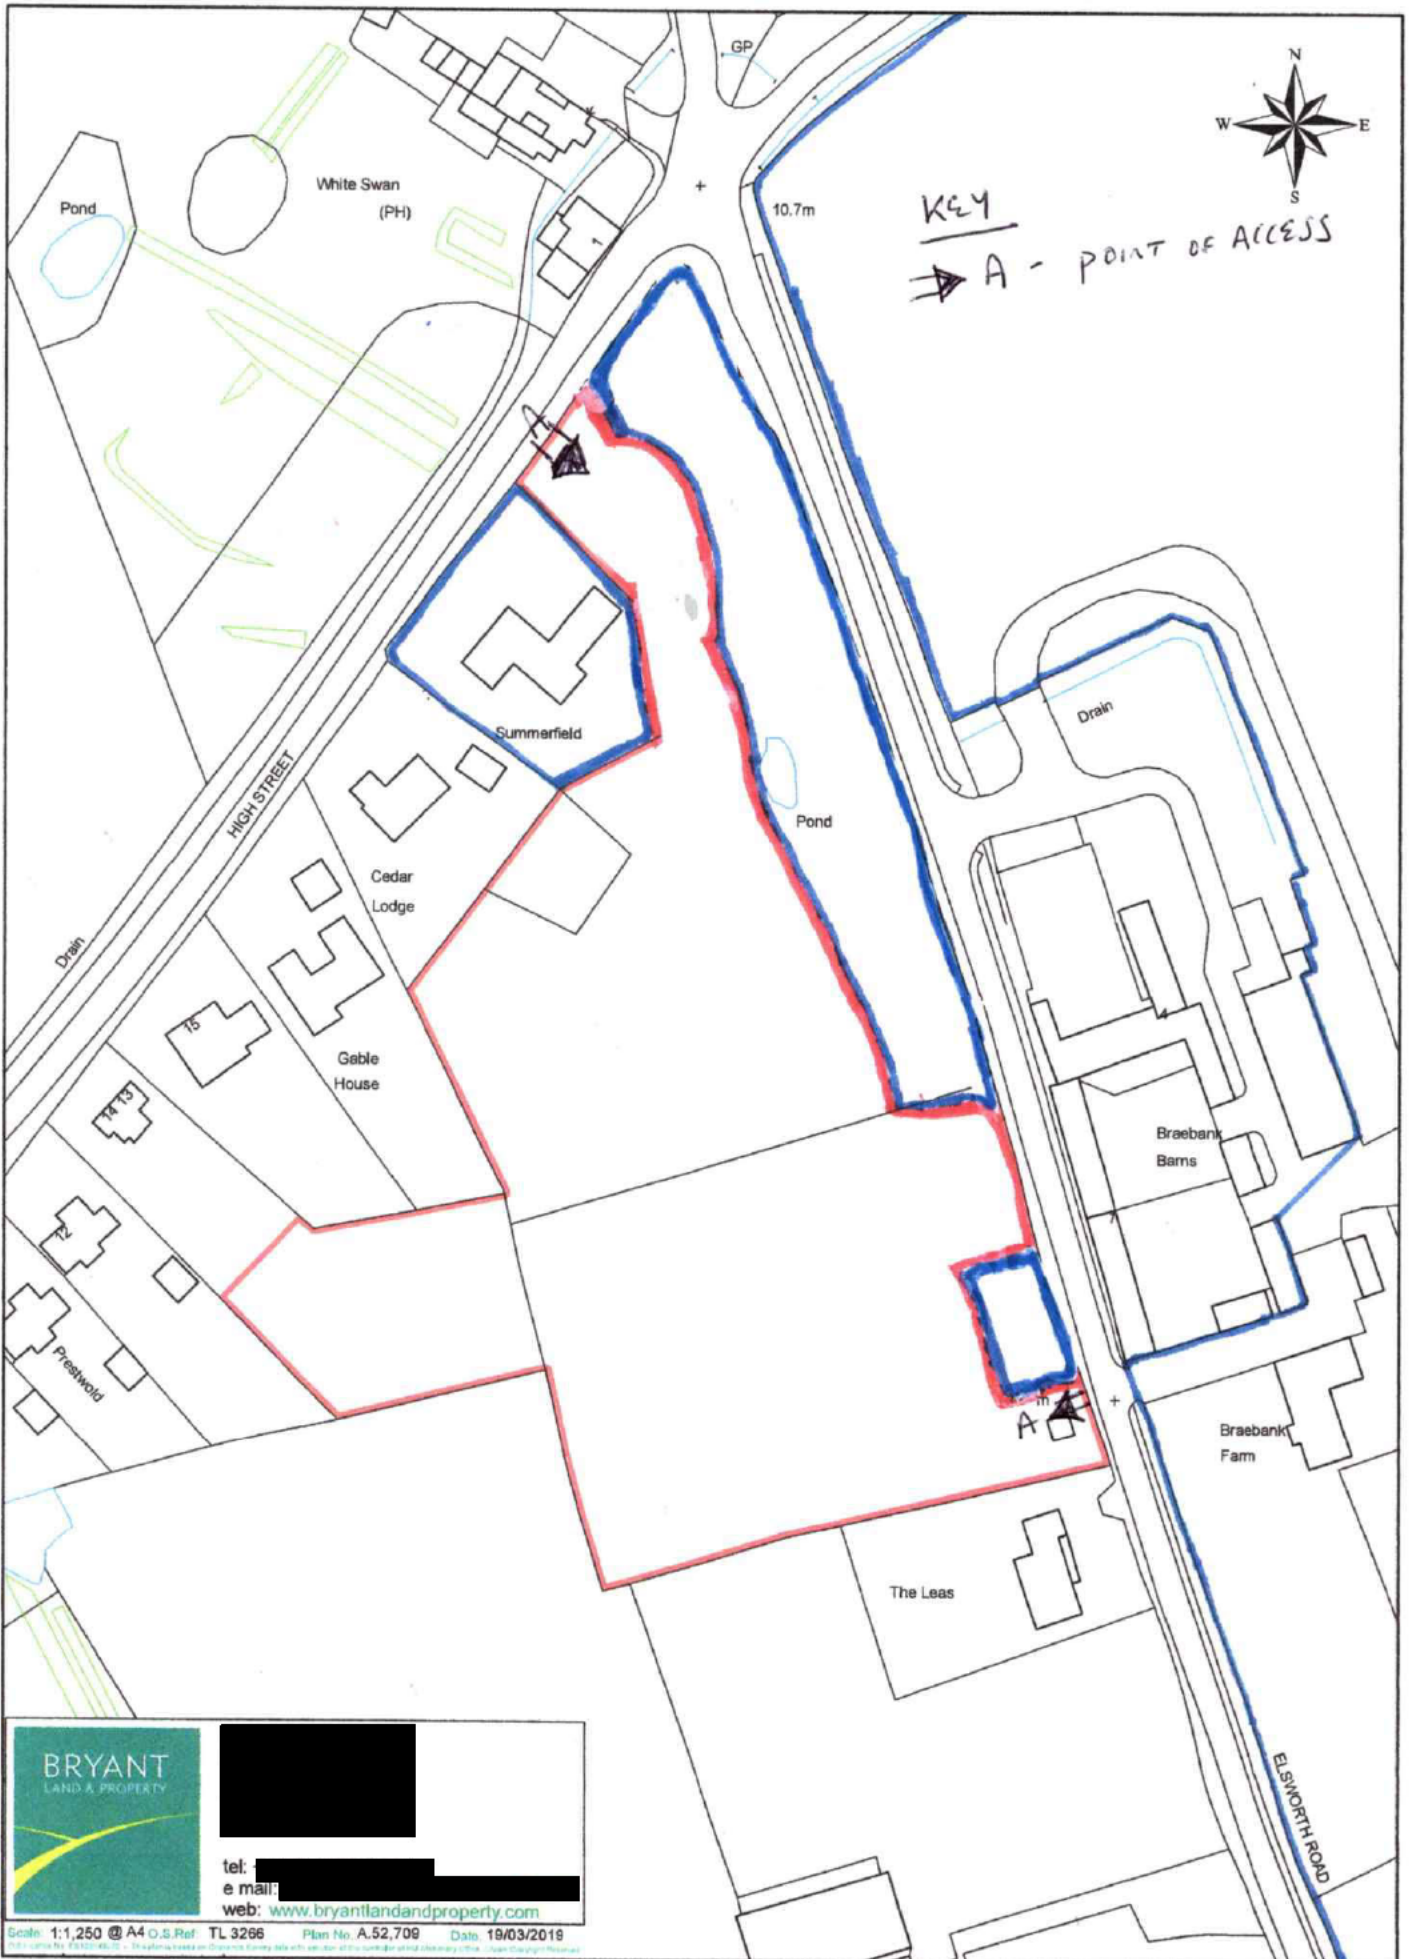 GP
N
W E
S
White Swan
(PH)
Pond
1
10.7m
KEY
A - POINT OF ACCESS
A
Summerfield
Drain
HIGH STREET
Pond
Cedar
Lodge
Drain
15
Gable
House
4
14 13
Braebank
Barns
12
7
Prestwold
m
A
Braebank
Farm
The Leas
ELSWORTH ROAD
BRYANT
LAND & PROPERTY
tel:
e mail:
web: www.bryantlandandproperty.com
Scale: 1:1,250 @ A4 O.S.Ref: TL 3266 Plan No. A.52,709 Date. 19/03/2019